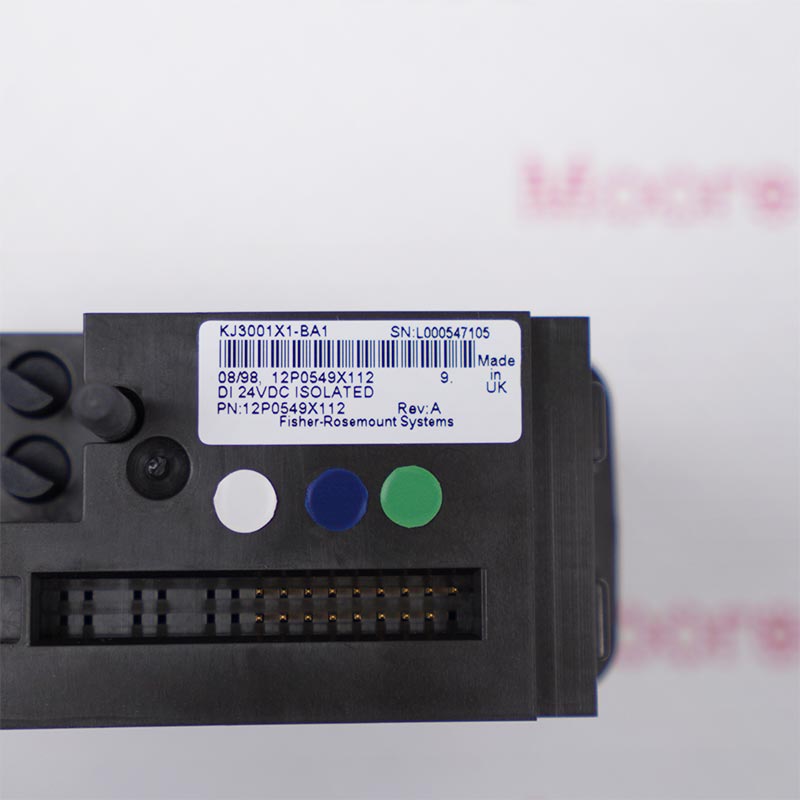 Moore
KJ3001X1-BA1 SN:L000547105
08/98, 12P0549X112 9.
DI 24VDC ISOLATED
PN:12P0549X112 Rev:A
Fisher-Rosemount Systems
Made
in
UK
oore